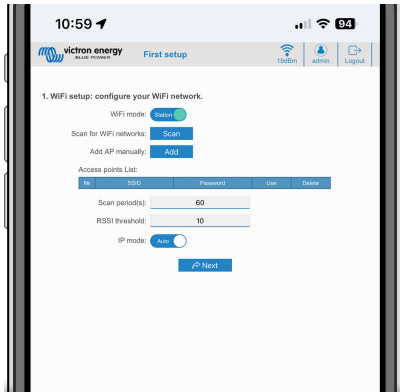 10:59
94
victron energy
BLUE POWER
First setup
19dBm
admin
Logout
1. WiFi setup: configure your WiFi network.
WiFi mode: Station
Scan for WiFi networks: Scan
Add AP manually: Add
Access points List:
№ SSID Password Use Delete
Scan period(s): 60
RSSI threshold: 10
IP mode: Auto
Next